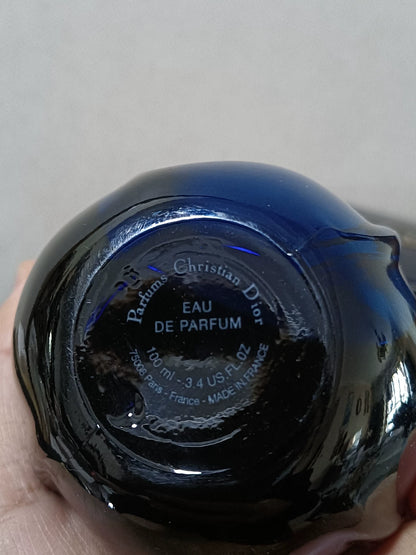 Parfums Christian Dior
EAU
DE PARFUM
100 ml - 3.4 US FL OZ
75008 Paris - France - MADE IN FRANCE